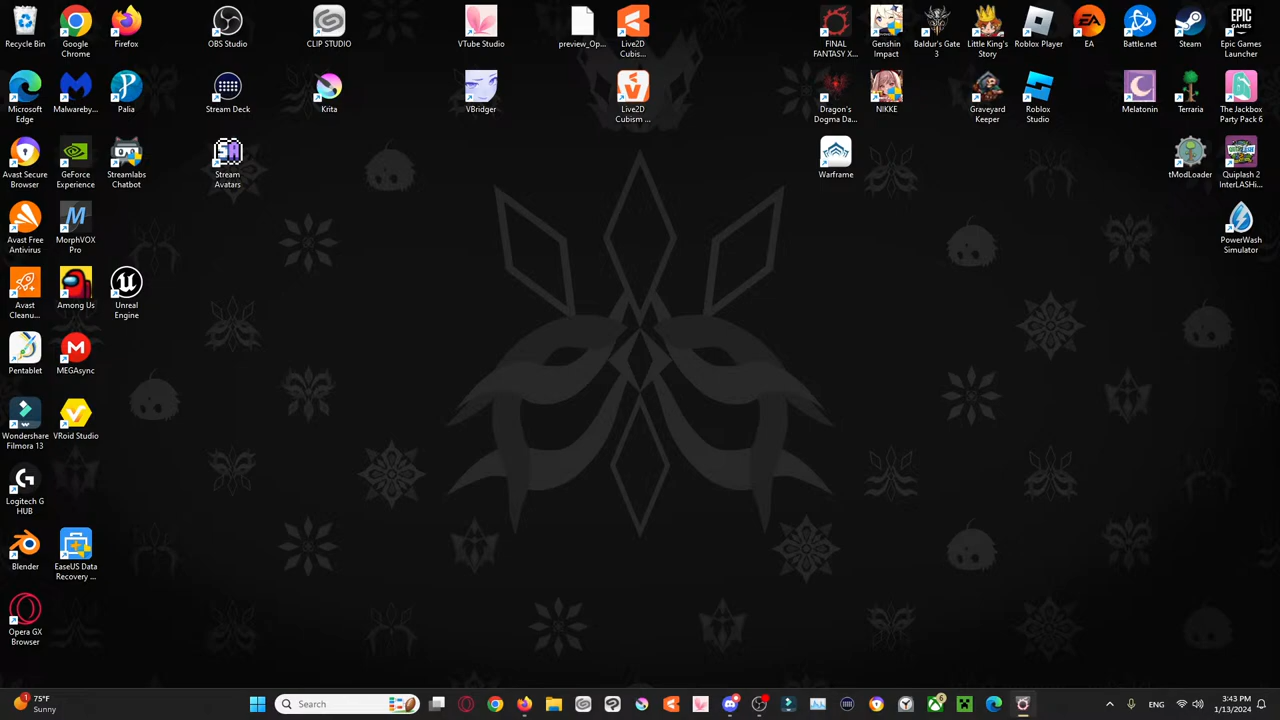 Recycle Bin
Google
Chrome
Firefox
OBS Studio
CLIP STUDIO
VTube Studio
preview_Op...
Live2D
Cubis...
FINAL
FANTASY X...
Genshin
Impact
Baldur's Gate
3
Little King's
Story
Roblox Player
EA
Battle.net
Steam
EPIC
GAMES
Epic Games
Launcher
Microsoft
Edge
Malwareby...
Palia
Stream Deck
Krita
VBridger
Live2D
Cubism ...
Dragon's
Dogma Da...
NIKKE
Graveyard
Keeper
Roblox
Studio
Melatonin
Terraria
The Jackbox
Party Pack 6
Avast Secure
Browser
GeForce
Experience
Streamlabs
Chatbot
SA
Stream
Avatars
Warframe
tModLoader
Quiplash 2
InterLASHi...
Avast Free
Antivirus
MorphVOX
Pro
PowerWash
Simulator
Avast
Cleanu...
Among Us
Unreal
Engine
Pentablet
MEGAsync
Wondershare
Filmora 13
VRoid Studio
Logitech G
HUB
Blender
EaseUS Data
Recovery ...
Opera GX
Browser
1
75°F
Sunny
Search
6
ENG
3:43 PM
1/13/2024